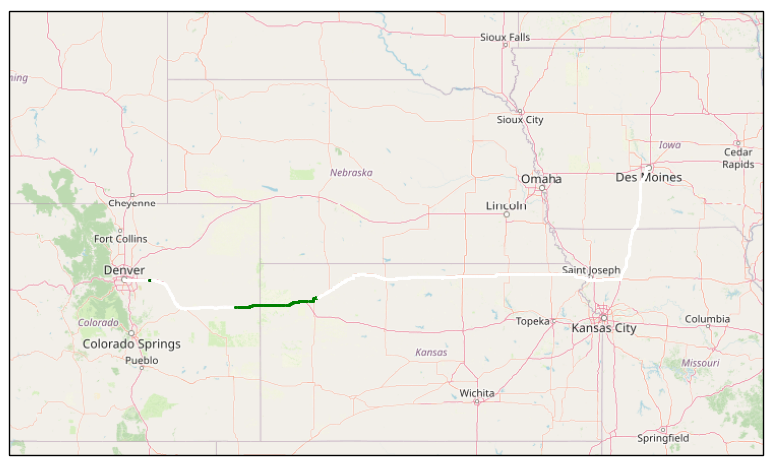 Sioux Falls
ning
Sioux City
Iowa
Cedar
Rapids
Nebraska
Omaha
Des Moines
Cheyenne
Lincoln
Fort Collins
Denver
Saint Joseph
Colorado
Topeka
Kansas City
Columbia
Colorado Springs
Kansas
Pueblo
Missouri
Wichita
Springfield